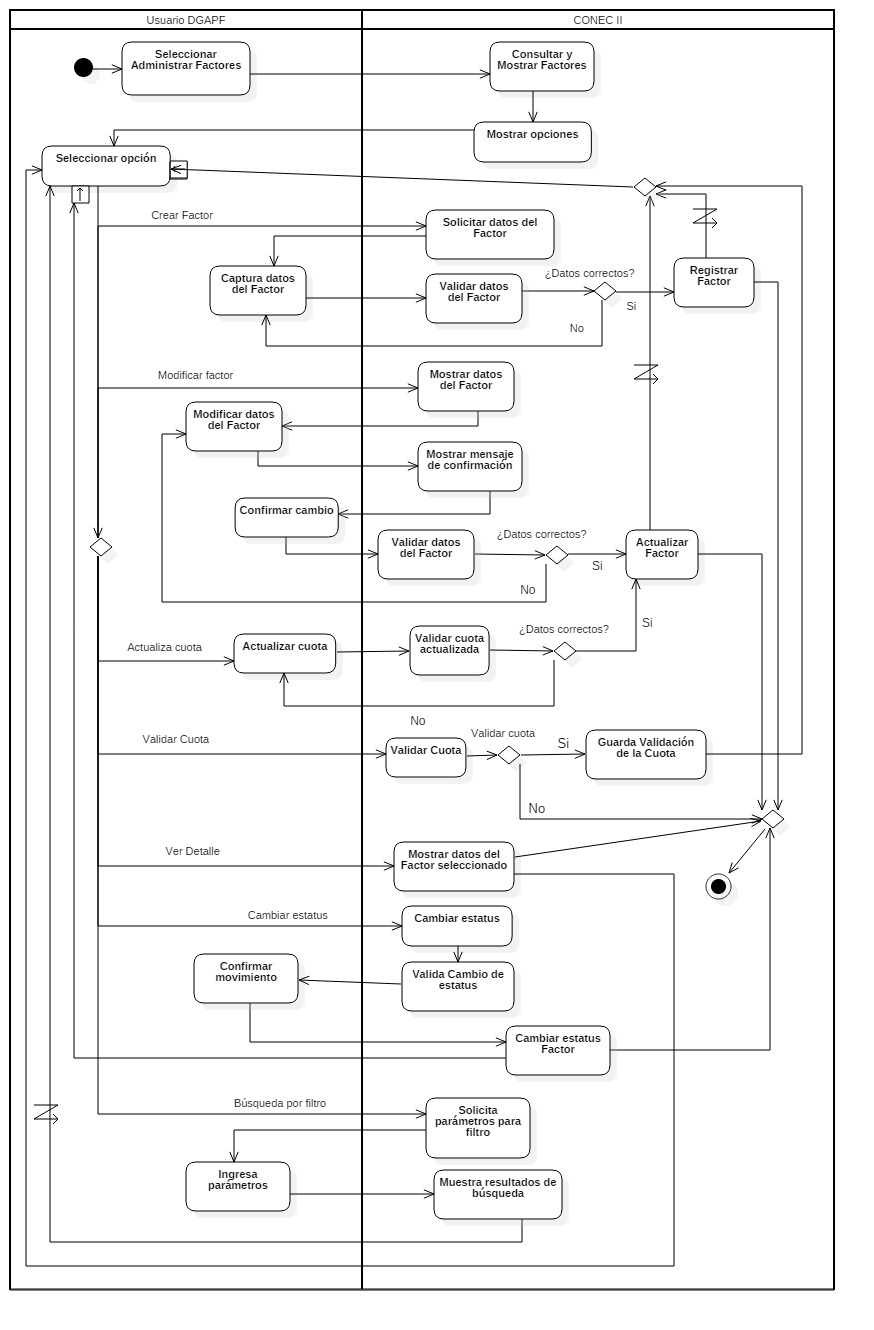 Usuario DGAPF
CONEC II
Seleccionar
Administrar Factores
Consultar y
Mostrar Factores
Mostrar opciones
Seleccionar opción
Crear Factor
Solicitar datos del
Factor
Captura datos
del Factor
Validar datos
del Factor
¿Datos correctos?
Si
No
Registrar
Factor
Modificar factor
Mostrar datos
del Factor
Modificar datos
del Factor
Mostrar mensaje
de confirmación
Confirmar cambio
Validar datos
del Factor
¿Datos correctos?
Si
No
Actualizar
Factor
Actualiza cuota
Actualizar cuota
Validar cuota
actualizada
¿Datos correctos?
Si
No
Validar Cuota
Validar Cuota
Validar cuota
Si
No
Guarda Validación
de la Cuota
Ver Detalle
Mostrar datos del
Factor seleccionado
Cambiar estatus
Cambiar estatus
Confirmar
movimiento
Valida Cambio de
estatus
Cambiar estatus
Factor
Búsqueda por filtro
Solicita
parámetros para
filtro
Ingresa
parámetros
Muestra resultados de
búsqueda